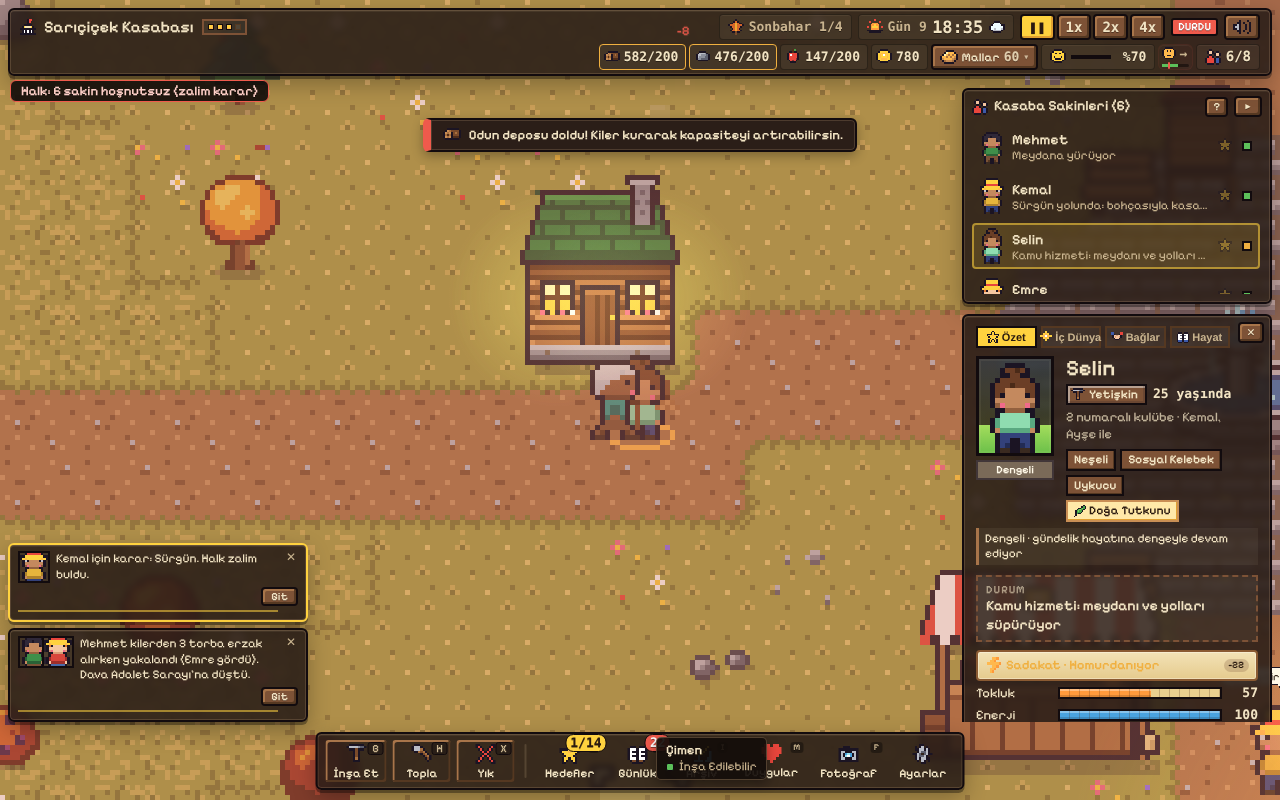 Sarıçiçek Kasabası
-8
Sonbahar 1/4
Gün 9 18:35
1x
2x
4x
DURDU
582/200
476/200
147/200
780
Mallar 60
%70
6/8
Halk: 6 sakin hoşnutsuz (zalim karar)
Odun deposu doldu! Kiler kurarak kapasiteyi artırabilirsin.
Kasaba Sakinleri (6)
?
Mehmet
Meydana yürüyor
Kemal
Sürgün yolunda: bohçasıyla kasa...
Selin
Kamu hizmeti: meydanı ve yolları ...
Emre
Özet
İç Dünya
Bağlar
Hayat
Selin
Yetişkin
25 yaşında
2 numaralı kulübe · Kemal,
Ayşe ile
Dengeli
Neşeli
Sosyal Kelebek
Uykucu
Doğa Tutkunu
Dengeli · gündelik hayatına dengeyle devam
ediyor
DURUM
Kamu hizmeti: meydanı ve yolları
süpürüyor
Sadakat · Homurdanıyor
-22
Tokluk
57
Enerji
100
Kemal için karar: Sürgün. Halk zalim
buldu.
Git
Mehmet kilerden 3 torba erzak
alırken yakalandı (Emre gördü).
Dava Adalet Sarayı'na düştü.
Git
İnşa Et
G
Topla
H
Yık
X
Hedefler
1/14
Günlük
Çimen
İnşa Edilebilir
M
Fotoğraf
F
Ayarlar